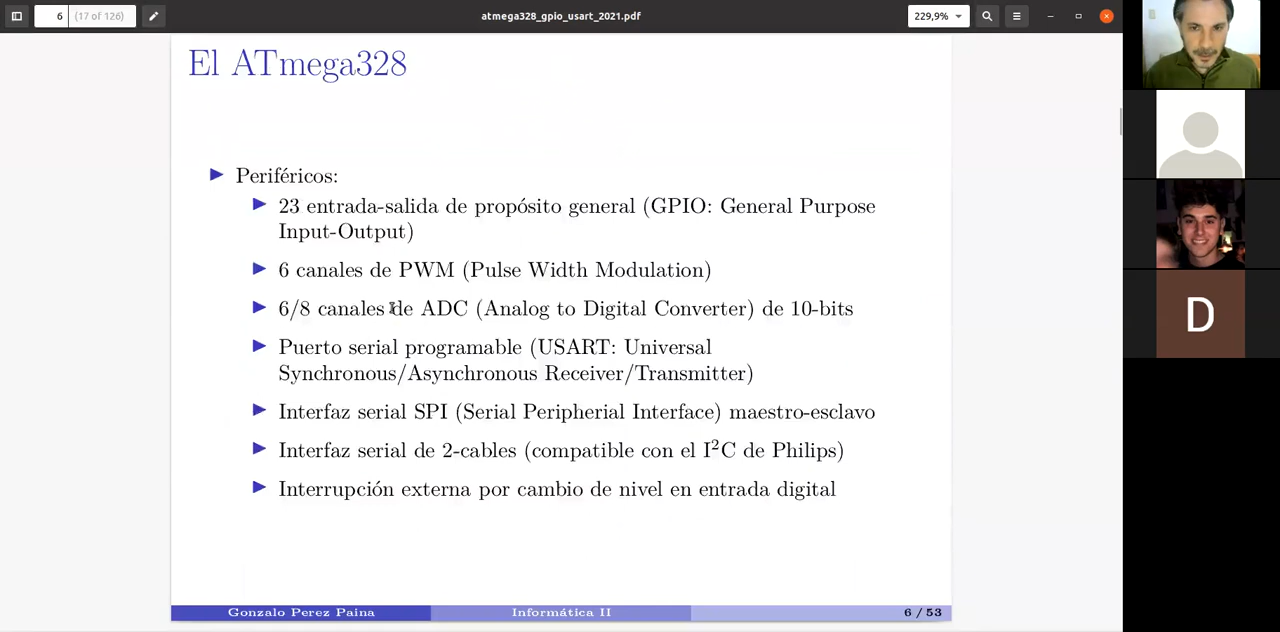 6 (17 of 126)
atmega328_gpio_usart_2021.pdf
229,9%
El ATmega328
Periféricos:
23 entrada-salida de propósito general (GPIO: General Purpose
Input-Output)
6 canales de PWM (Pulse Width Modulation)
6/8 canales de ADC (Analog to Digital Converter) de 10-bits
Puerto serial programable (USART: Universal
Synchronous/Asynchronous Receiver/Transmitter)
Interfaz serial SPI (Serial Peripherial Interface) maestro-esclavo
Interfaz serial de 2-cables (compatible con el I²C de Philips)
Interrupción externa por cambio de nivel en entrada digital
Gonzalo Perez Paina
Informática II
6 / 53
D